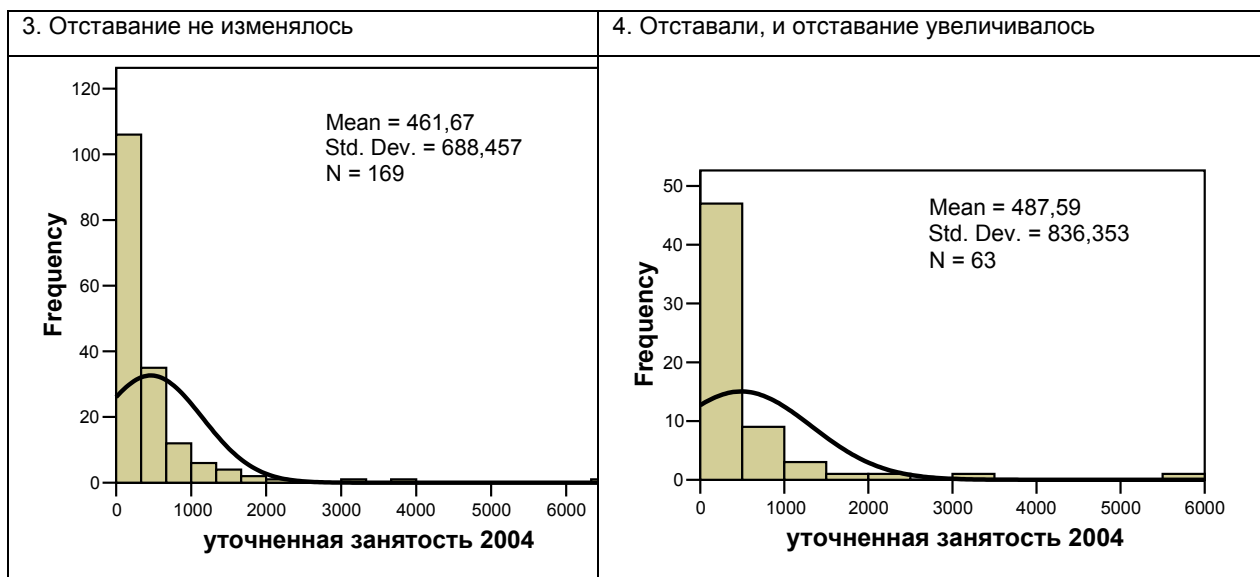 3. Отставание не изменялось
4. Отставали, и отставание увеличивалось
Mean = 461,67
Std. Dev. = 688,457
N = 169
Frequency
120
100
80
60
40
20
0
0 1000 2000 3000 4000 5000 6000
уточненная занятость 2004
Mean = 487,59
Std. Dev. = 836,353
N = 63
Frequency
50
40
30
20
10
0
0 1000 2000 3000 4000 5000 6000
уточненная занятость 2004